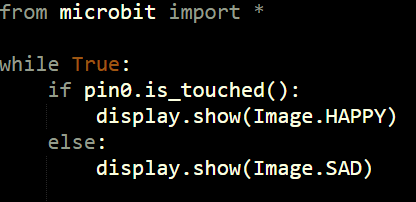 from microbit import *

while True:
    if pin0.is_touched():
        display.show(Image.HAPPY)
    else:
        display.show(Image.SAD)